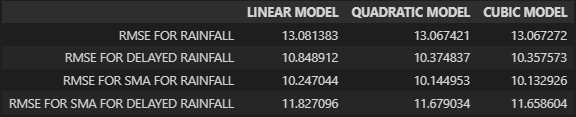 LINEAR MODEL QUADRATIC MODEL CUBIC MODEL
RMSE FOR RAINFALL 13.081383 13.067421 13.067272
RMSE FOR DELAYED RAINFALL 10.848912 10.374837 10.357573
RMSE FOR SMA FOR RAINFALL 10.247044 10.144953 10.132926
RMSE FOR SMA FOR DELAYED RAINFALL 11.827096 11.679034 11.658604